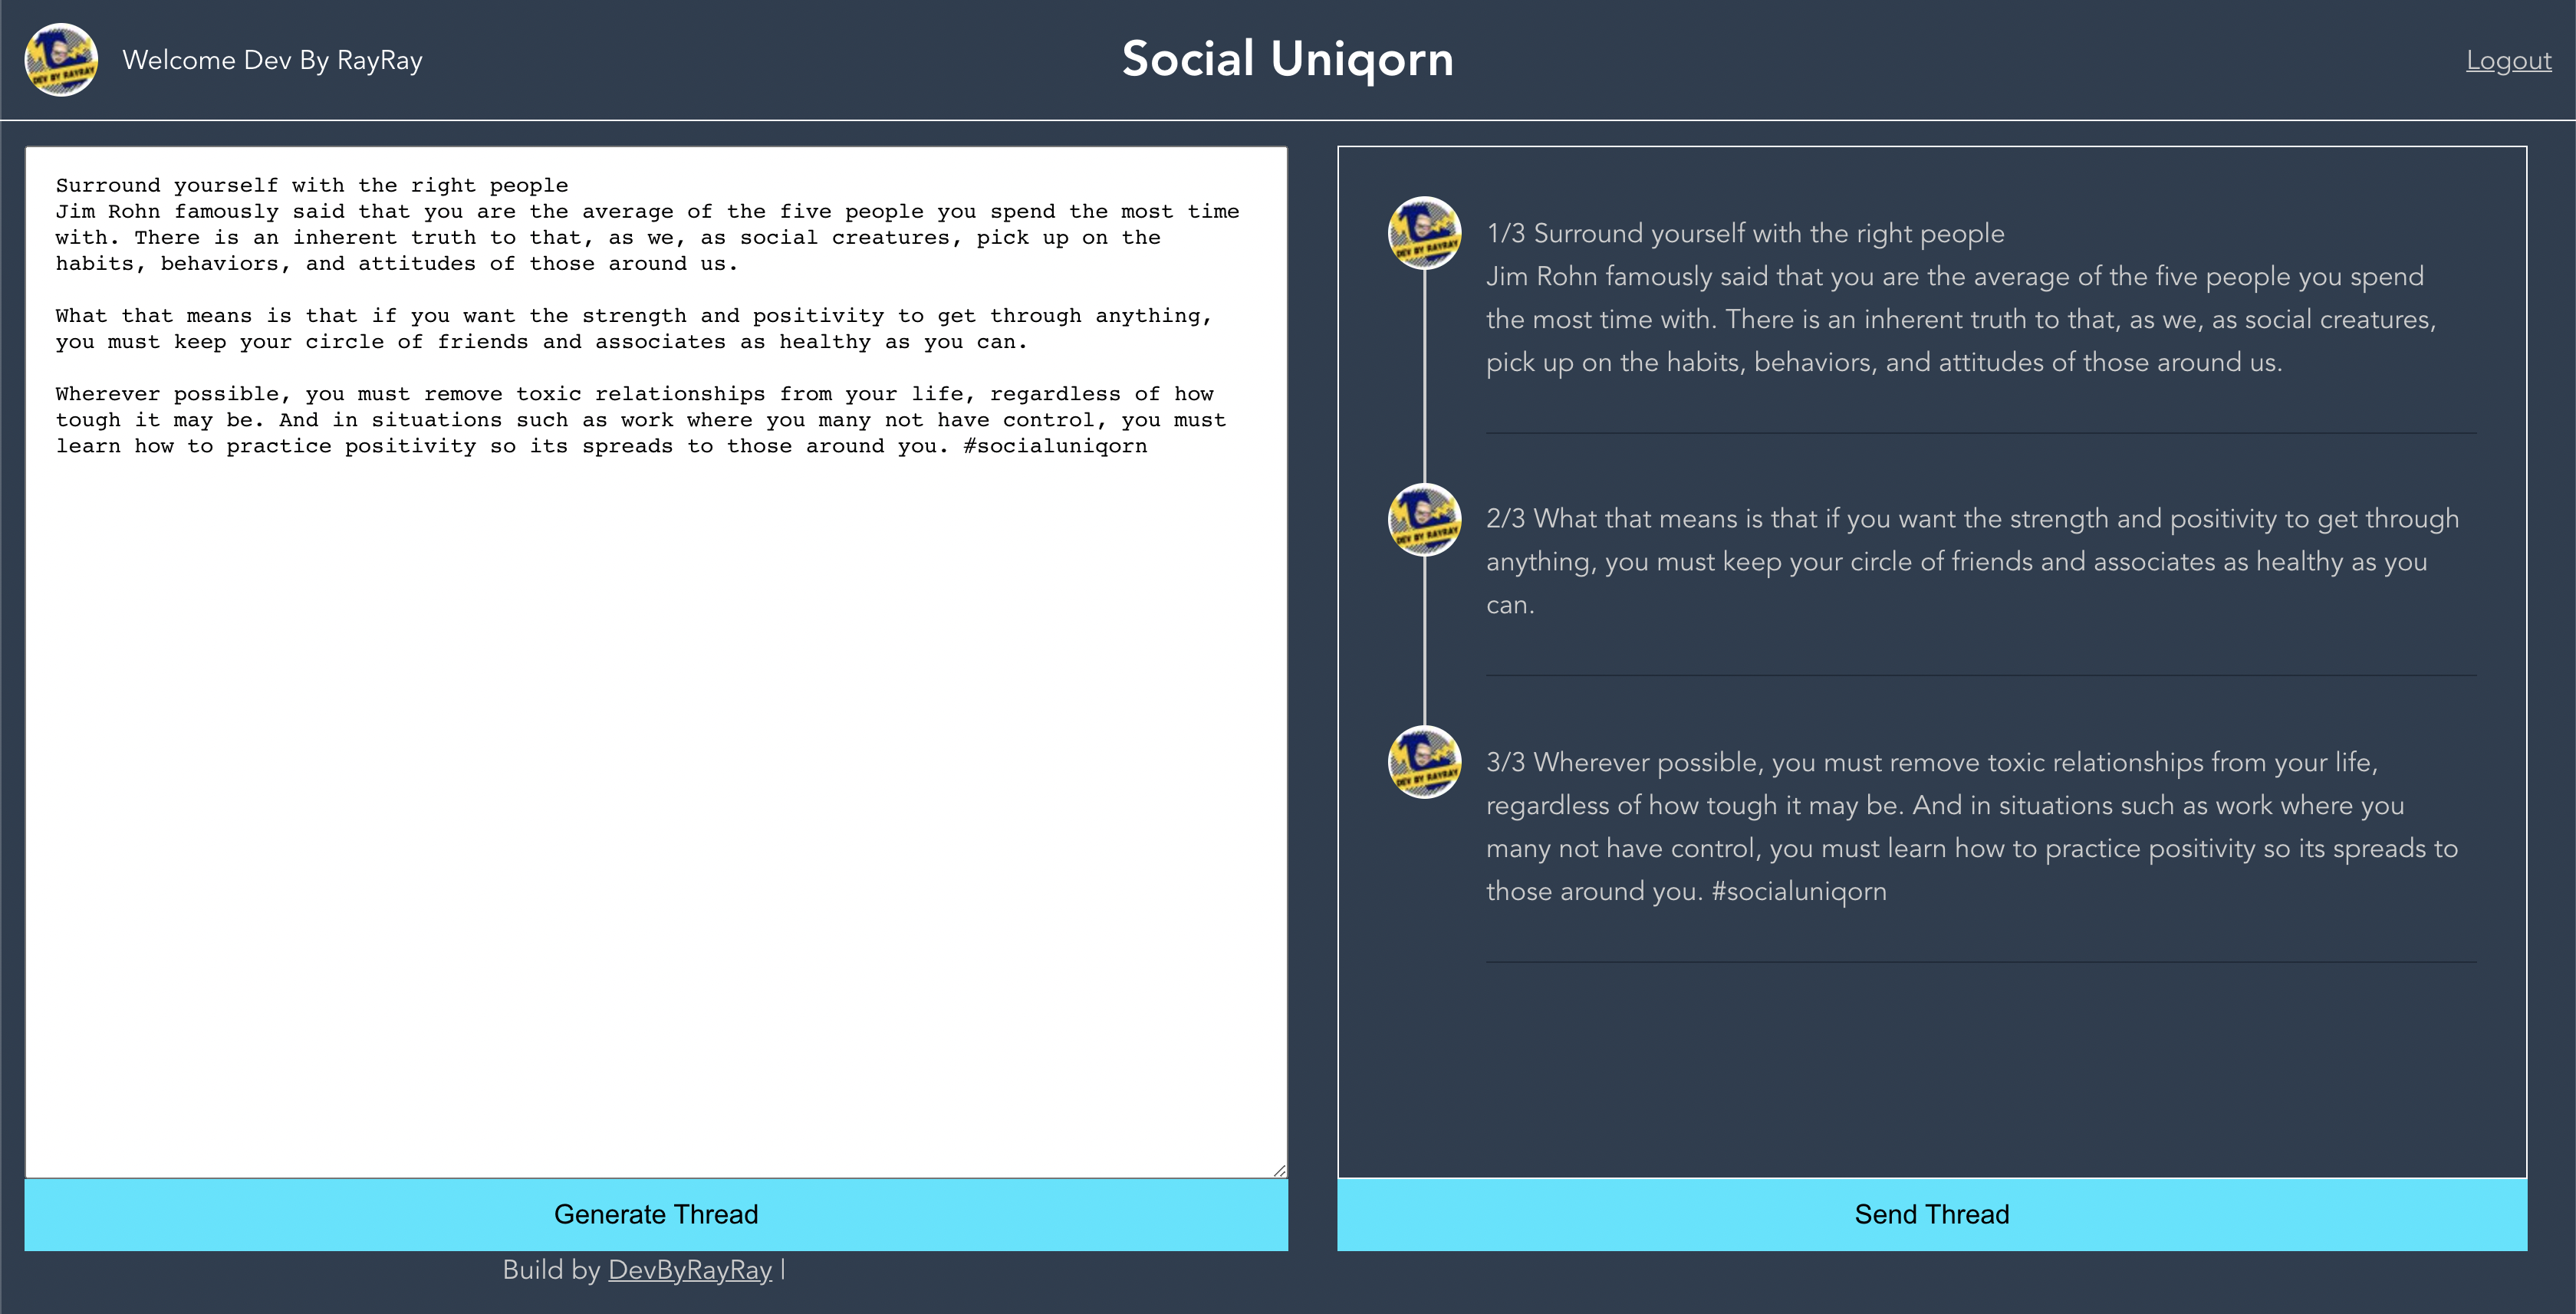 DEV BY RAYRAY
Welcome Dev By RayRay
Social Uniqorn
Logout
Surround yourself with the right people
Jim Rohn famously said that you are the average of the five people you spend the most time
with. There is an inherent truth to that, as we, as social creatures, pick up on the
habits, behaviors, and attitudes of those around us.
What that means is that if you want the strength and positivity to get through anything,
you must keep your circle of friends and associates as healthy as you can.
Wherever possible, you must remove toxic relationships from your life, regardless of how
tough it may be. And in situations such as work where you many not have control, you must
learn how to practice positivity so its spreads to those around you. #socialuniqorn
Generate Thread
DEV BY RAYRAY
1/3 Surround yourself with the right people
Jim Rohn famously said that you are the average of the five people you spend
the most time with. There is an inherent truth to that, as we, as social creatures,
pick up on the habits, behaviors, and attitudes of those around us.
DEV BY RAYRAY
2/3 What that means is that if you want the strength and positivity to get through
anything, you must keep your circle of friends and associates as healthy as you
can.
DEV BY RAYRAY
3/3 Wherever possible, you must remove toxic relationships from your life,
regardless of how tough it may be. And in situations such as work where you
many not have control, you must learn how to practice positivity so its spreads to
those around you. #socialuniqorn
Send Thread
Build by DevByRayRay |